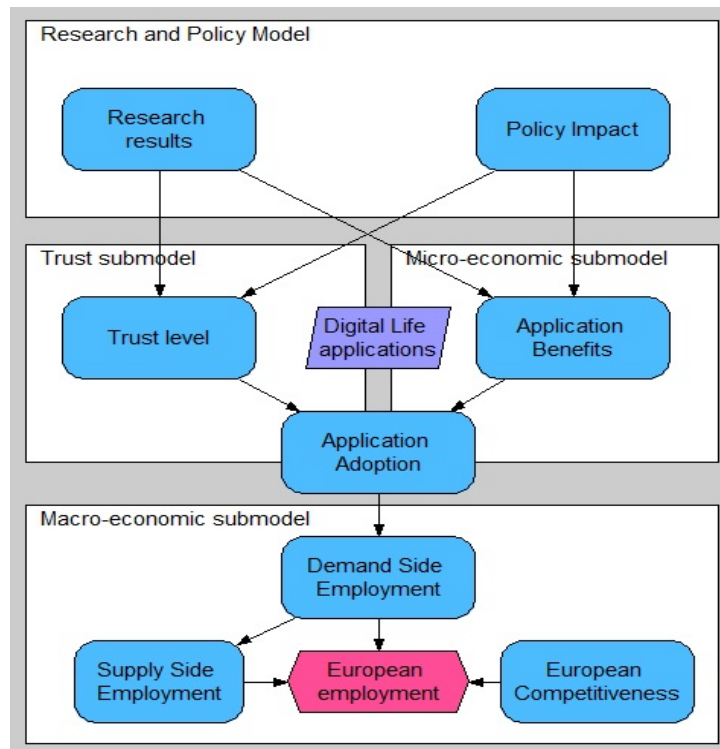 Research and Policy Model
Research
results
Policy Impact
Trust submodel
Micro-economic submodel
Trust level
Digital Life
applications
Application
Benefits
Application
Adoption
Macro-economic submodel
Demand Side
Employment
Supply Side
Employment
European
employment
European
Competitiveness